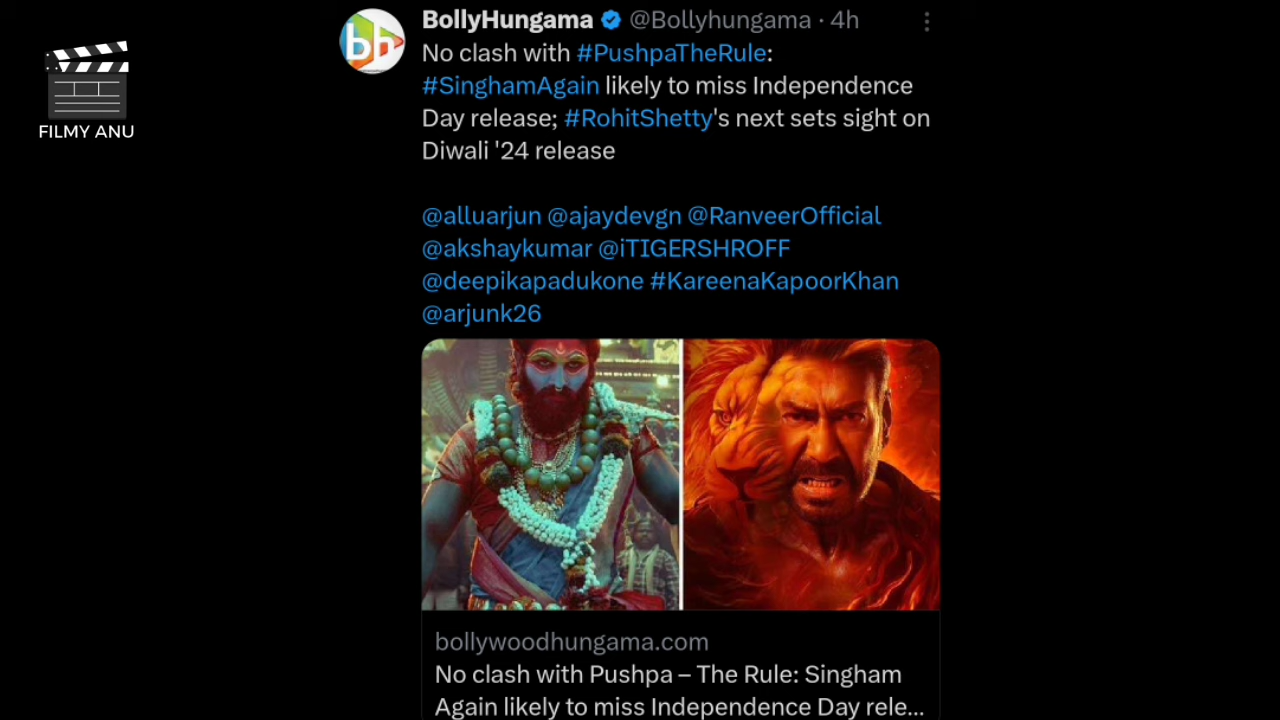 FILMY ANU
bh
BollyHungama @Bollyhungama · 4h
No clash with #PushpaTheRule:
#SinghamAgain likely to miss Independence
Day release; #RohitShetty's next sets sight on
Diwali '24 release
@alluarjun @ajaydevgn @RanveerOfficial
@akshaykumar @iTIGERSHROFF
@deepikapadukone #KareenaKapoorKhan
@arjunk26
bollywoodhungama.com
No clash with Pushpa – The Rule: Singham
Again likely to miss Independence Day rele...